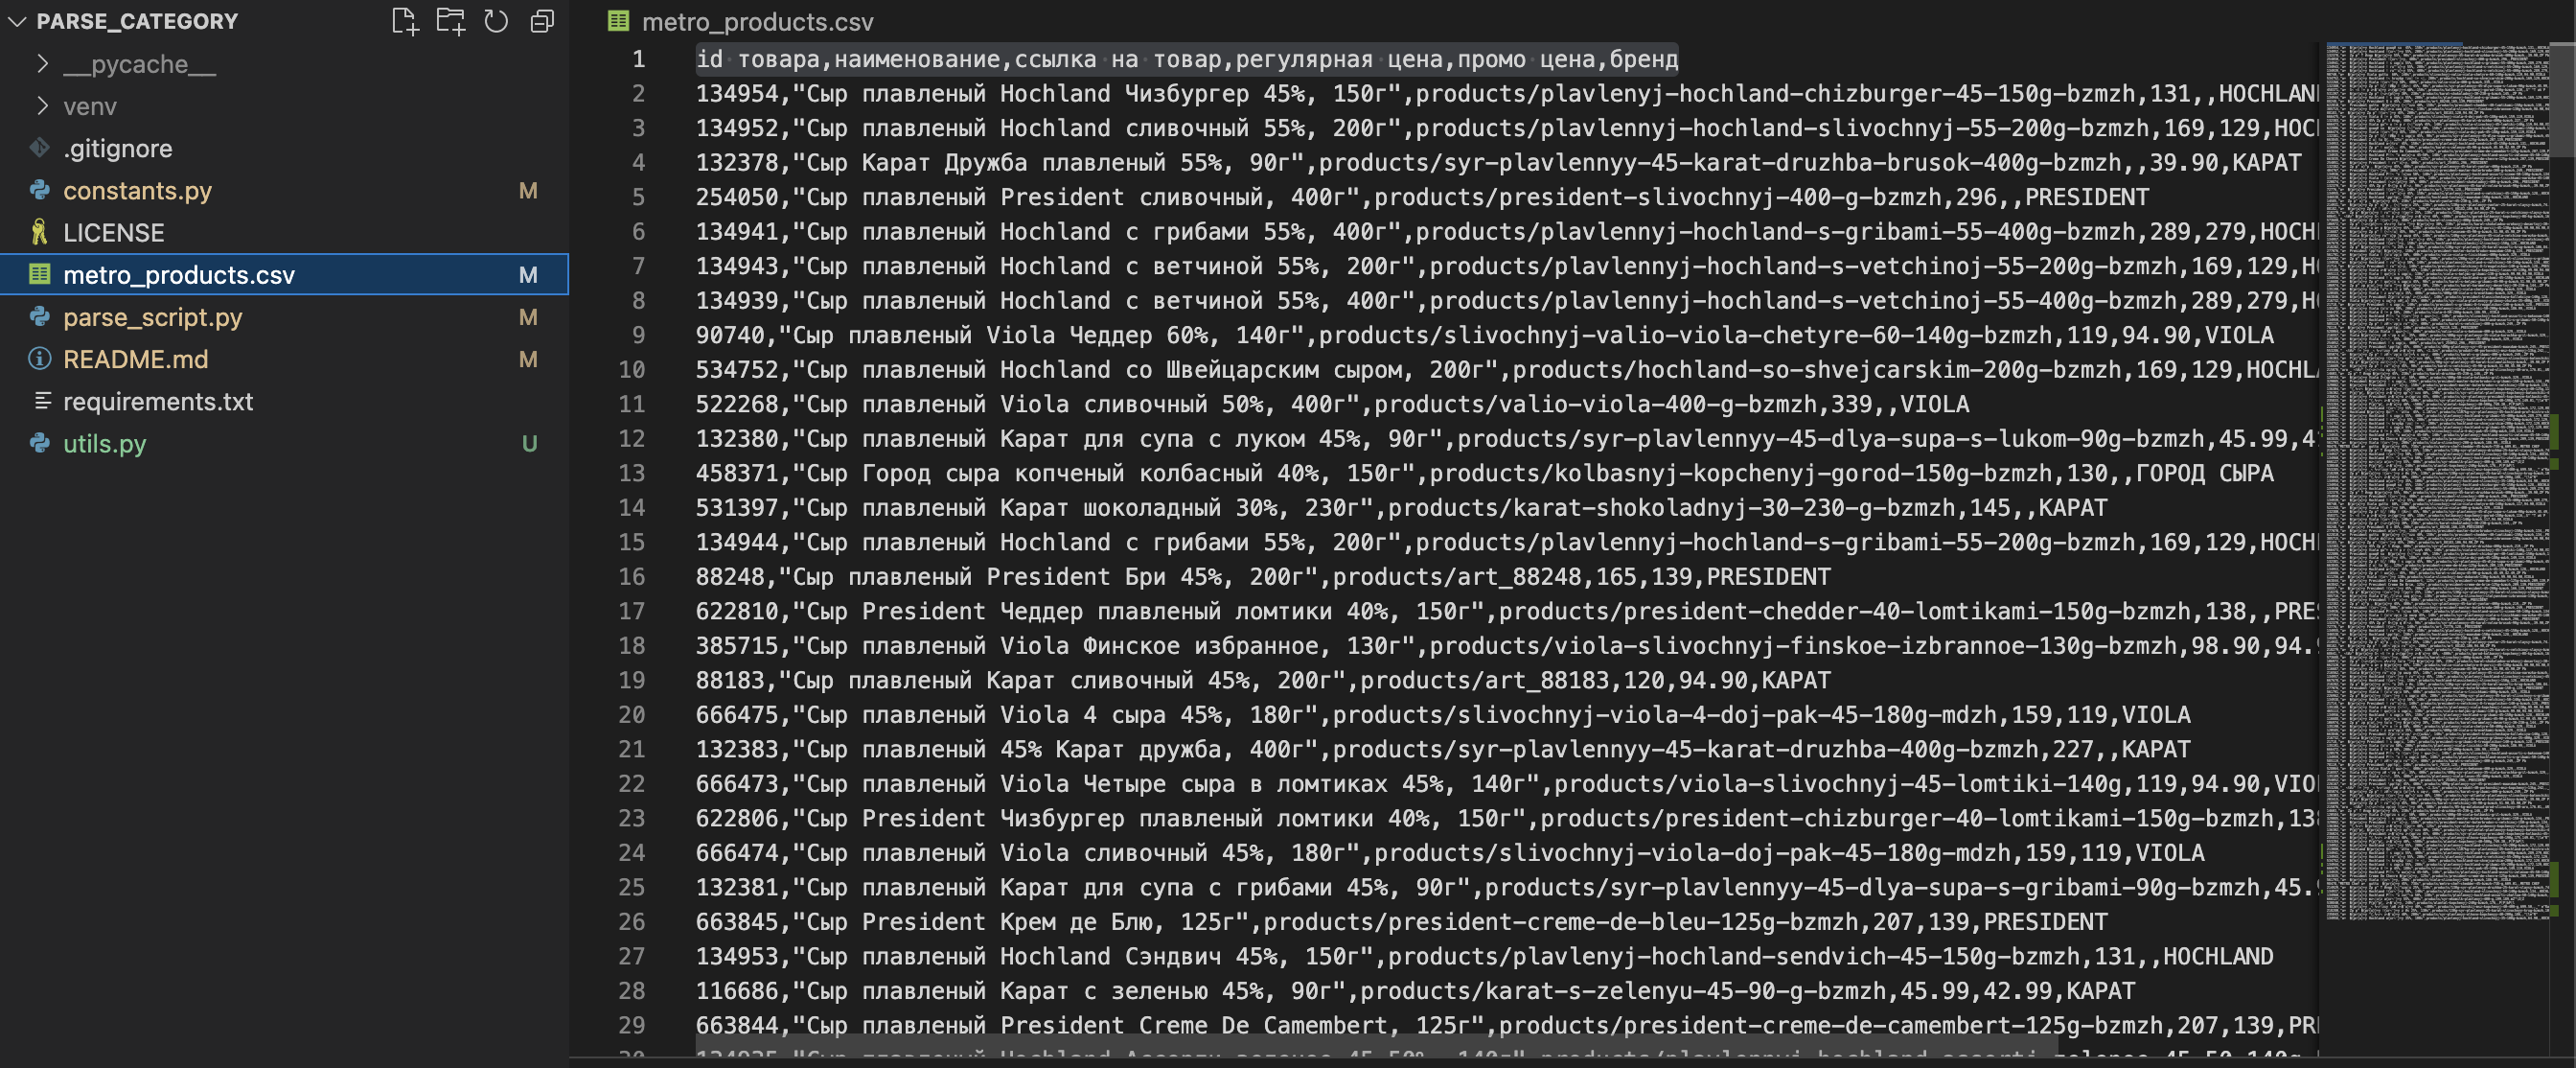 PARSE_CATEGORY
__pycache__
venv
.gitignore
constants.py M
LICENSE
metro_products.csv M
parse_script.py M
README.md M
requirements.txt
utils.py U
metro_products.csv
1 id товара,наименование,ссылка на товар,регулярная цена,промо цена,бренд
2 134954,"Сыр плавленый Hochland Чизбургер 45%, 150г",products/plavlenyj-hochland-chizburger-45-150g-bzmzh,131,,HOCHLAN
3 134952,"Сыр плавленый Hochland сливочный 55%, 200г",products/plavlennyj-hochland-slivochnyj-55-200g-bzmzh,169,129,HOC
4 132378,"Сыр Карат Дружба плавленый 55%, 90г",products/syr-plavlennyy-45-karat-druzhba-brusok-400g-bzmzh,,39.90,КАРАТ
5 254050,"Сыр плавленый President сливочный, 400г",products/president-slivochnyj-400-g-bzmzh,296,,PRESIDENT
6 134941,"Сыр плавленый Hochland с грибами 55%, 400г",products/plavlennyj-hochland-s-gribami-55-400g-bzmzh,289,279,HOCH
7 134943,"Сыр плавленый Hochland с ветчиной 55%, 200г",products/plavlennyj-hochland-s-vetchinoj-55-200g-bzmzh,169,129,HO
8 134939,"Сыр плавленый Hochland с ветчиной 55%, 400г",products/plavlennyj-hochland-s-vetchinoj-55-400g-bzmzh,289,279,HO
9 90740,"Сыр плавленый Viola Чеддер 60%, 140г",products/slivochnyj-valio-viola-chetyre-60-140g-bzmzh,119,94.90,VIOLA
10 534752,"Сыр плавленый Hochland со Швейцарским сыром, 200г",products/hochland-so-shvejcarskim-200g-bzmzh,169,129,HOCHL
11 522268,"Сыр плавленый Viola сливочный 50%, 400г",products/valio-viola-400-g-bzmzh,339,,VIOLA
12 132380,"Сыр плавленый Карат для супа с луком 45%, 90г",products/syr-plavlennyy-45-dlya-supa-s-lukom-90g-bzmzh,45.99,4
13 458371,"Сыр Город сыра копченый колбасный 40%, 150г",products/kolbasnyj-kopchenyj-gorod-150g-bzmzh,130,,ГОРОД СЫРА
14 531397,"Сыр плавленый Карат шоколадный 30%, 230г",products/karat-shokoladnyj-30-230-g-bzmzh,145,,КАРАТ
15 134944,"Сыр плавленый Hochland с грибами 55%, 200г",products/plavlennyj-hochland-s-gribami-55-200g-bzmzh,169,129,HOCH
16 88248,"Сыр плавленый President Бри 45%, 200г",products/art_88248,165,139,PRESIDENT
17 622810,"Сыр President Чеддер плавленый ломтики 40%, 150г",products/president-chedder-40-lomtikami-150g-bzmzh,138,,PRES
18 385715,"Сыр плавленый Viola Финское избранное, 130г",products/viola-slivochnyj-finskoe-izbrannoe-130g-bzmzh,98.90,94.9
19 88183,"Сыр плавленый Карат сливочный 45%, 200г",products/art_88183,120,94.90,КАРАТ
20 666475,"Сыр плавленый Viola 4 сыра 45%, 180г",products/slivochnyj-viola-4-doj-pak-45-180g-mdzh,159,119,VIOLA
21 132383,"Сыр плавленый 45% Карат дружба, 400г",products/syr-plavlennyy-45-karat-druzhba-400g-bzmzh,227,,КАРАТ
22 666473,"Сыр плавленый Viola Четыре сыра в ломтиках 45%, 140г",products/viola-slivochnyj-45-lomtiki-140g,119,94.90,VIO
23 622806,"Сыр President Чизбургер плавленый ломтики 40%, 150г",products/president-chizburger-40-lomtikami-150g-bzmzh,138
24 666474,"Сыр плавленый Viola сливочный 45%, 180г",products/slivochnyj-viola-doj-pak-45-180g-mdzh,159,119,VIOLA
25 132381,"Сыр плавленый Карат для супа с грибами 45%, 90г",products/syr-plavlennyy-45-dlya-supa-s-gribami-90g-bzmzh,45.9
26 663845,"Сыр President Крем де Блю, 125г",products/president-creme-de-bleu-125g-bzmzh,207,139,PRESIDENT
27 134953,"Сыр плавленый Hochland Сэндвич 45%, 150г",products/plavlenyj-hochland-sendvich-45-150g-bzmzh,131,,HOCHLAND
28 116686,"Сыр плавленый Карат с зеленью 45%, 90г",products/karat-s-zelenyu-45-90-g-bzmzh,45.99,42.99,КАРАТ
29 663844,"Сыр плавленый President Creme De Camembert, 125г",products/president-creme-de-camembert-125g-bzmzh,207,139,PR